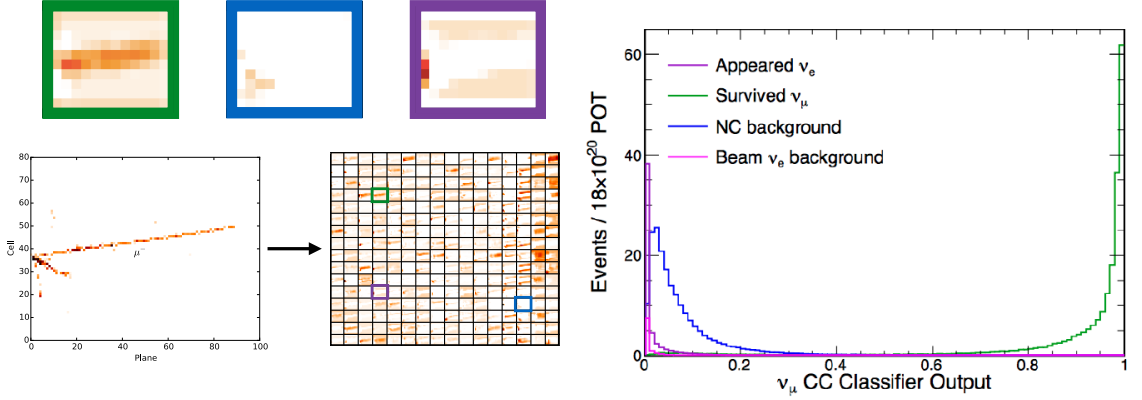 80
70
60
50
40
30
20
10
0
Cell
μ⁻
0
20
40
60
80
100
Plane
60
40
20
0
Events / 18×10²⁰ POT
Appeared νₑ
Survived ν_μ
NC background
Beam νₑ background
0
0.2
0.4
0.6
0.8
1
ν_μ CC Classifier Output